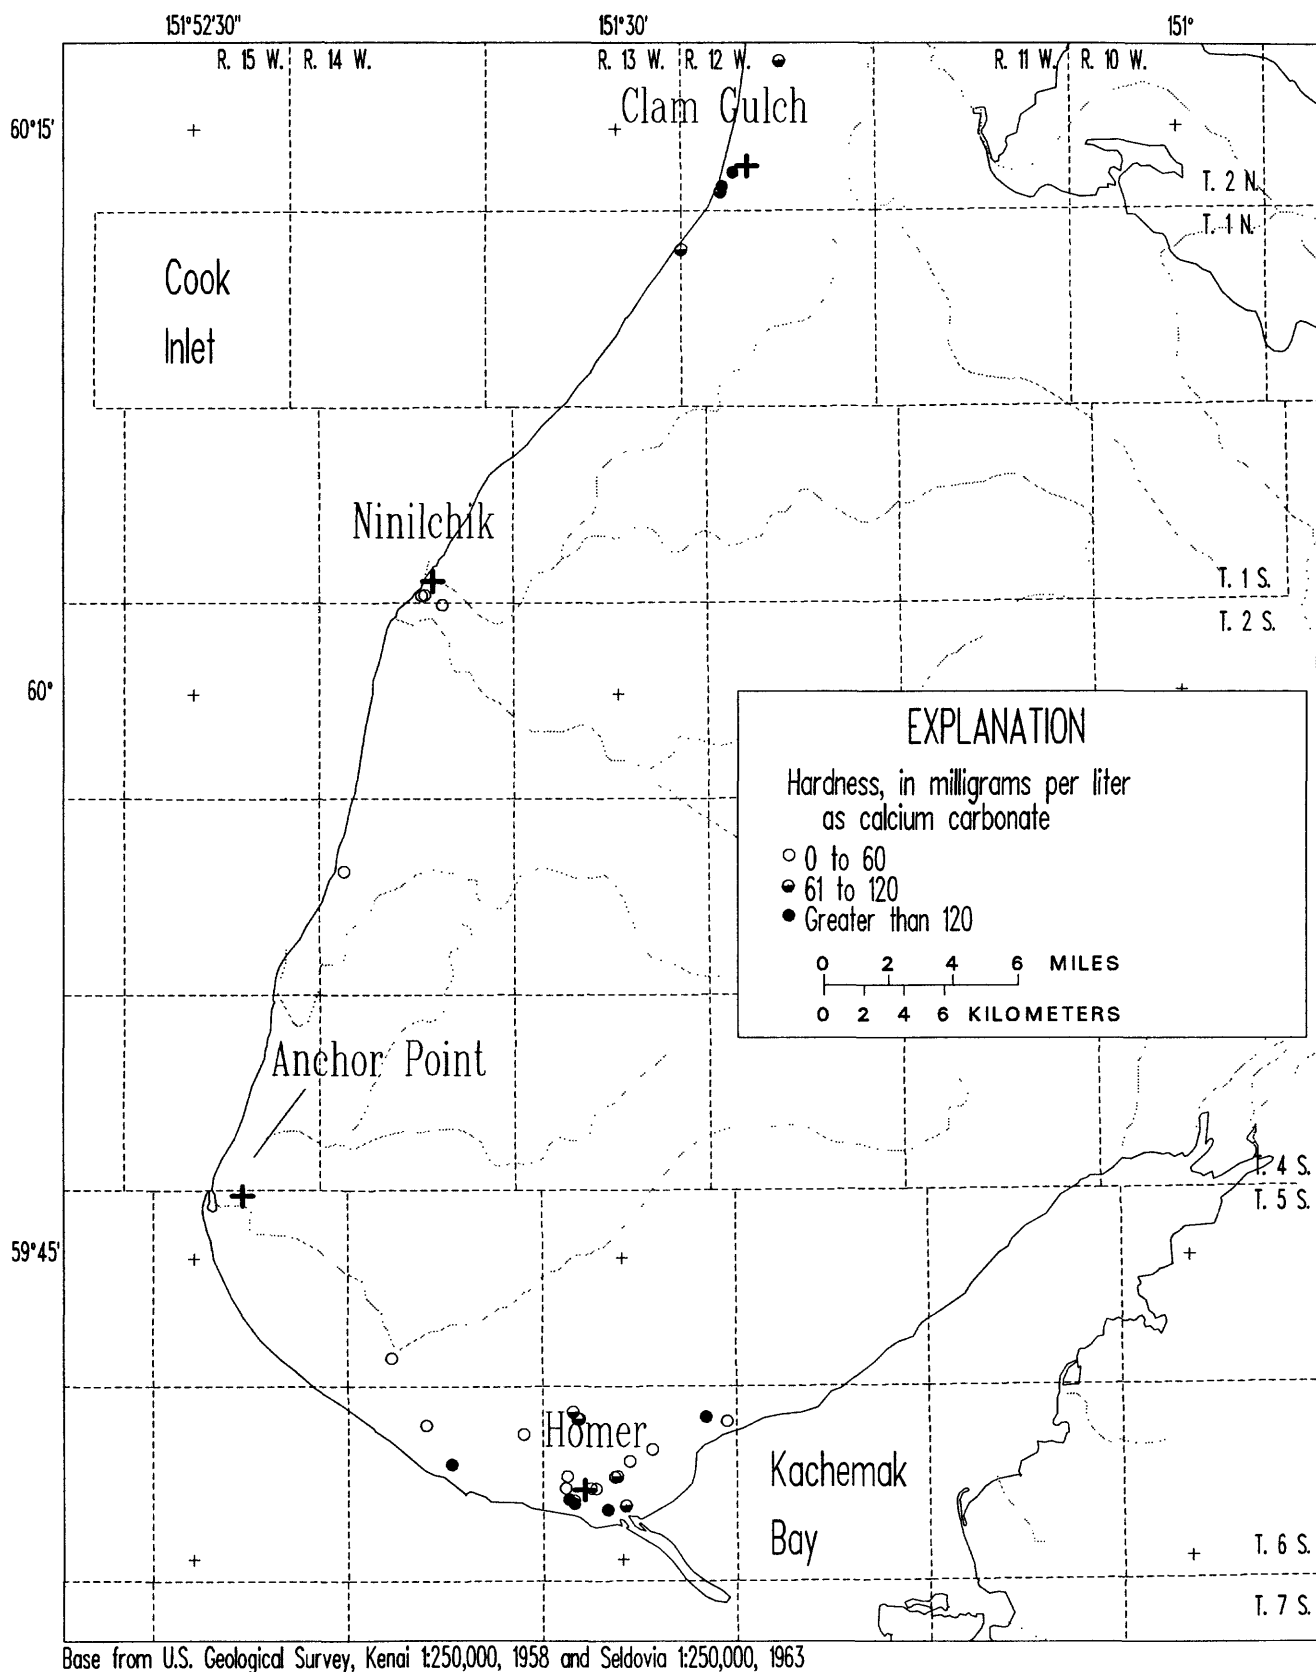 151°52'30" 151°30' 151°
R. 15 W. R. 14 W. R. 13 W. R. 12 W. R. 11 W. R. 10 W.
Clam Gulch
60°15'
T. 2 N.
T. 1 N.
Cook
Inlet
Ninilchik
T. 1 S.
T. 2 S.
60°
EXPLANATION
Hardness, in milligrams per liter
as calcium carbonate
0 to 60
61 to 120
Greater than 120
0 2 4 6 MILES
0 2 4 6 KILOMETERS
Anchor Point
T. 4 S.
T. 5 S.
59°45'
Homer
Kachemak
Bay
T. 6 S.
T. 7 S.
Base from U.S. Geological Survey, Kenai 1:250,000, 1958 and Seldovia 1:250,000, 1963